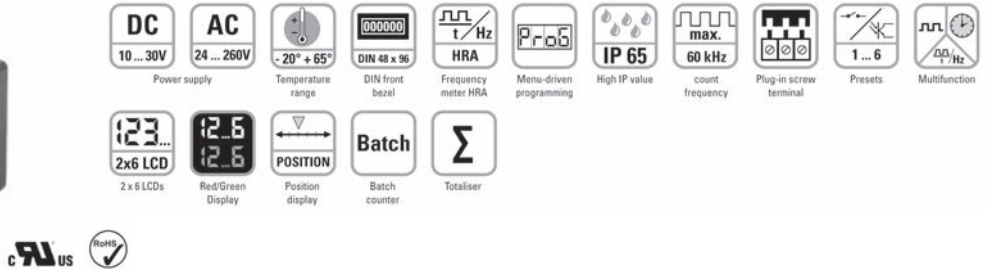 DC
10 ... 30V
AC
24 ... 260V
Power supply
+
-
- 20° + 65°
Temperature
range
000000
DIN 48 x 96
DIN front
bezel
t / Hz
HRA
Frequency
meter HRA
ProG
Menu-driven
programming
IP 65
High IP value
max.
60 kHz
count
frequency
Plug-in screw
terminal
1 ... 6
Presets
/Hz
Multifunction
123...
2x6 LCD
2 x 6 LCDs
12...6
12...6
Red/Green
Display
POSITION
Position
display
Batch
Batch
counter
Σ
Totaliser
c RU US
RoHS